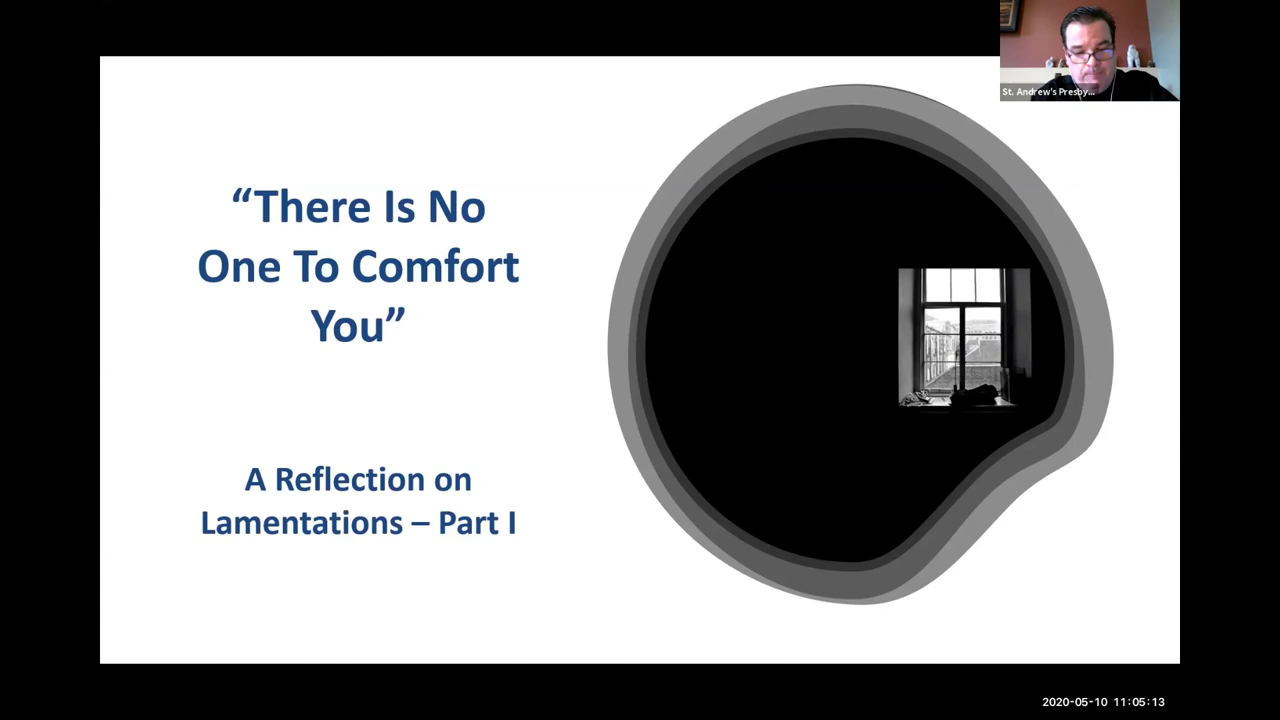 “There Is No
One To Comfort
You”
A Reflection on
Lamentations – Part I
St. Andrew's Presby...
2020-05-10 11:05:13